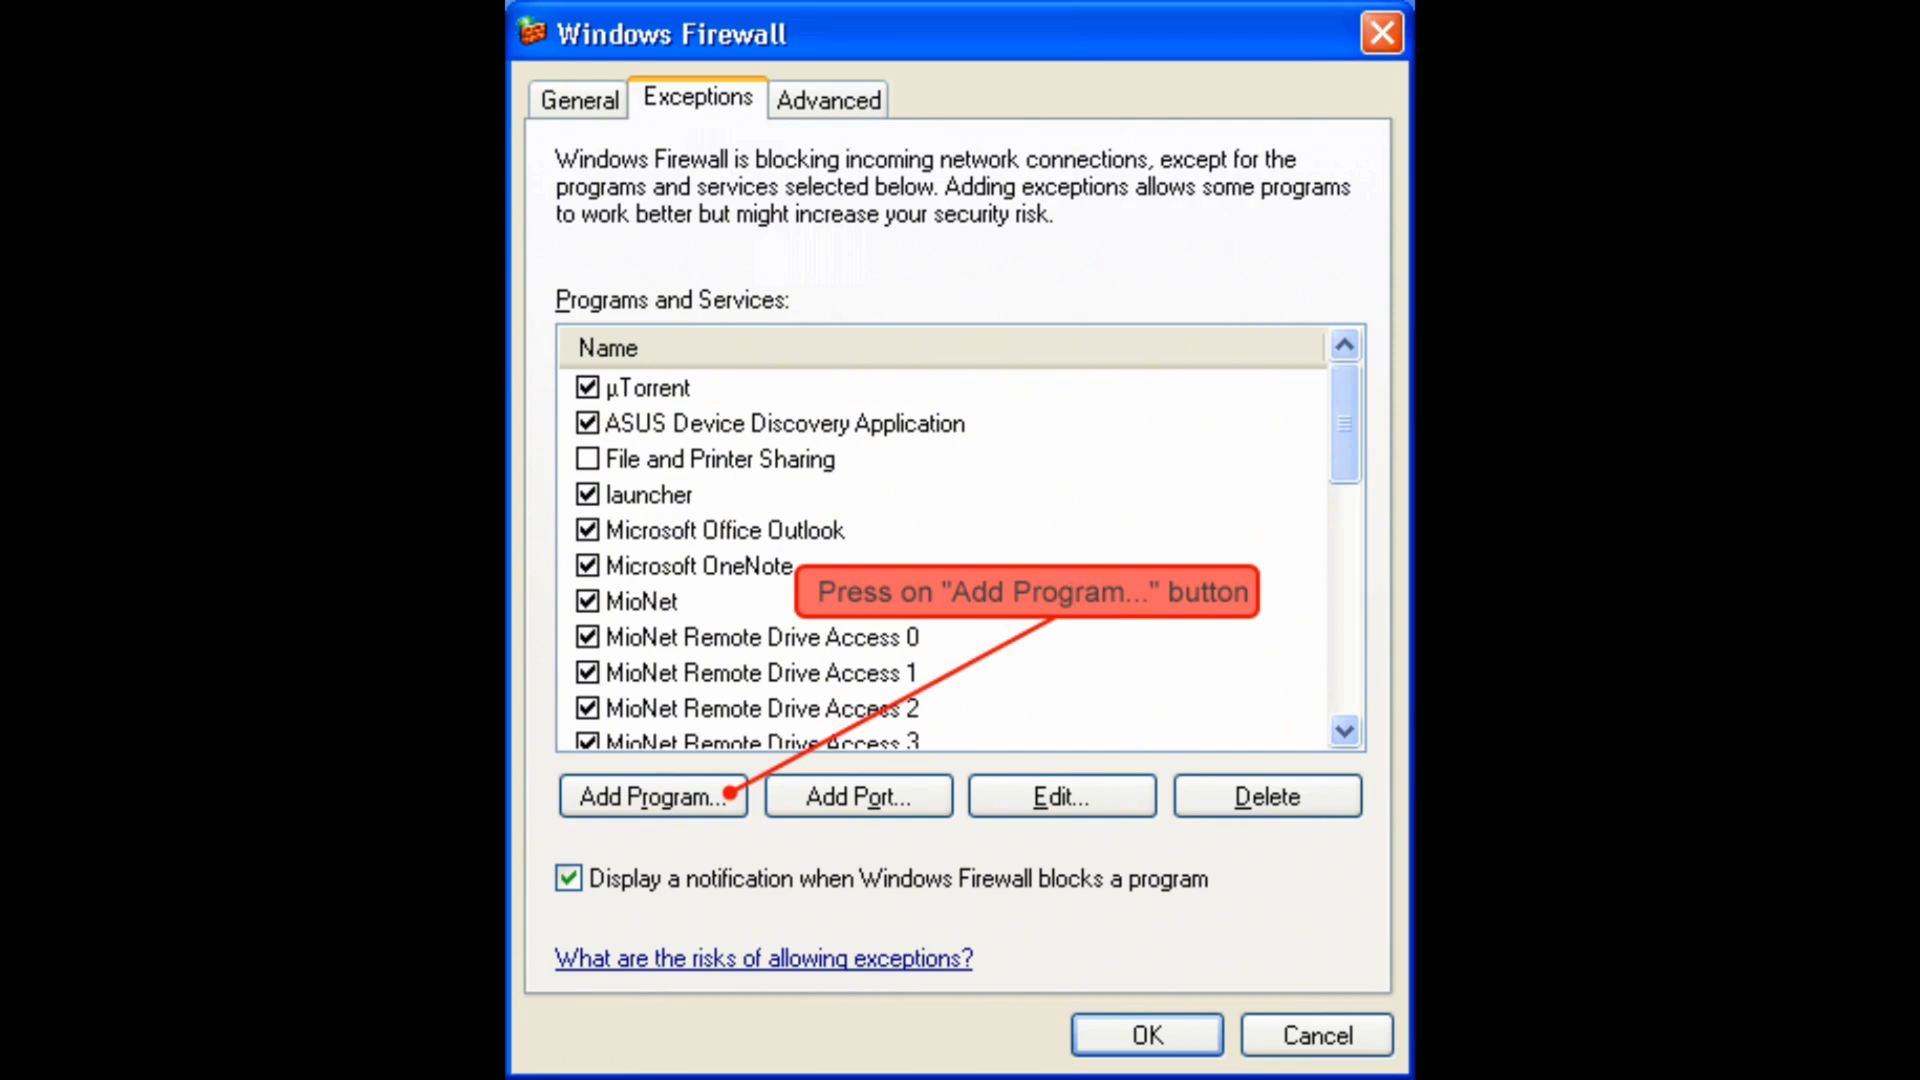 Windows Firewall
General
Exceptions
Advanced
Windows Firewall is blocking incoming network connections, except for the
programs and services selected below. Adding exceptions allows some programs
to work better but might increase your security risk.
Programs and Services:
Name
µTorrent
ASUS Device Discovery Application
File and Printer Sharing
launcher
Microsoft Office Outlook
Microsoft OneNote
Press on "Add Program..." button
MioNet
MioNet Remote Drive Access 0
MioNet Remote Drive Access 1
MioNet Remote Drive Access 2
MioNet Remote Drive Access 3
Add Program...
Add Port...
Edit...
Delete
Display a notification when Windows Firewall blocks a program
What are the risks of allowing exceptions?
OK
Cancel